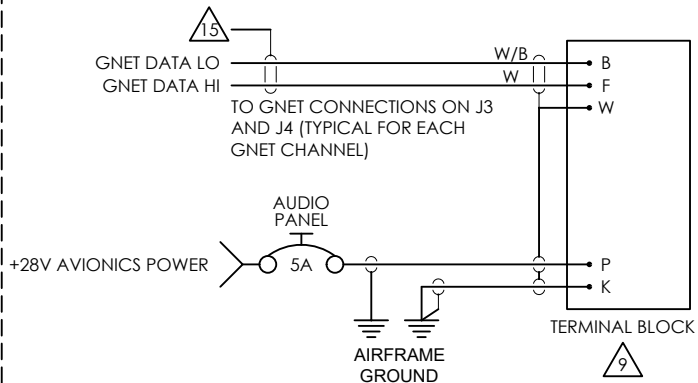 15
GNET DATA LO W/B B
GNET DATA HI W F
W
TO GNET CONNECTIONS ON J3
AND J4 (TYPICAL FOR EACH
GNET CHANNEL)
AUDIO
PANEL
+28V AVIONICS POWER 5A P
K
TERMINAL BLOCK
AIRFRAME
GROUND
9